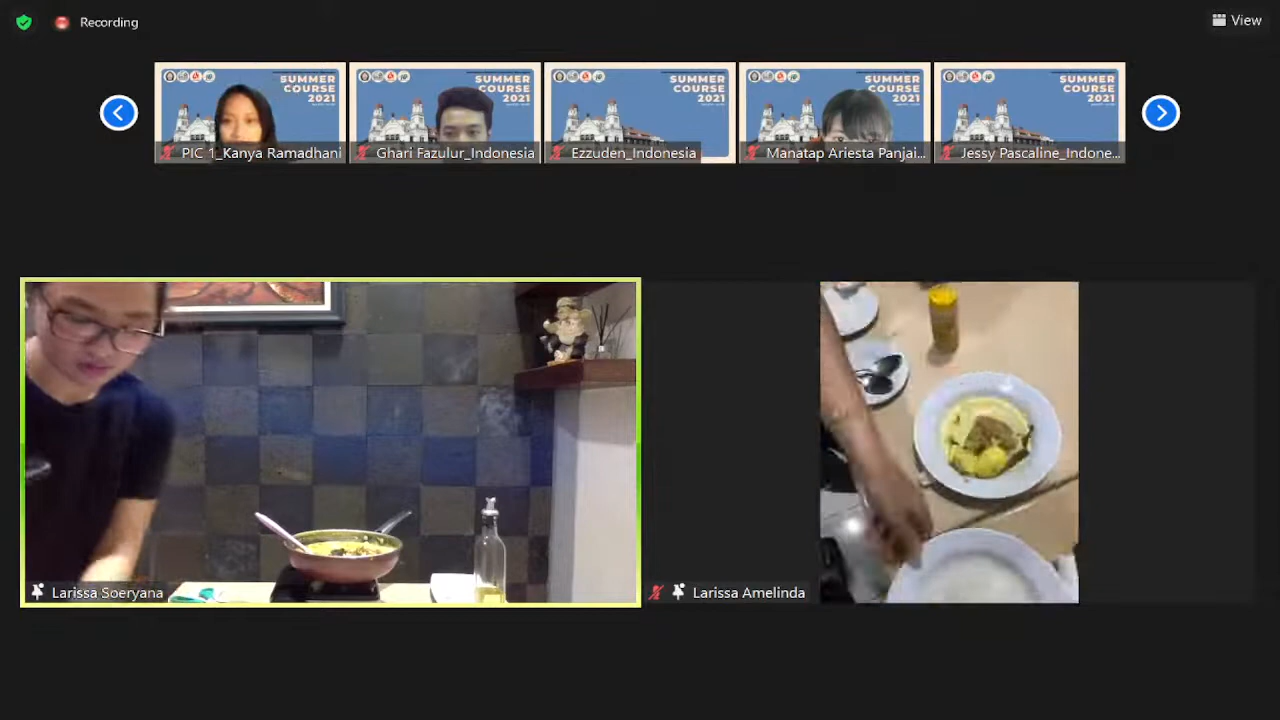 Recording
View
SUMMER
COURSE
2021
PIC 1_Kanya Ramadhani
SUMMER
COURSE
2021
Ghari Fazulur_Indonesia
SUMMER
COURSE
2021
Ezzuden_Indonesia
SUMMER
COURSE
2021
Manatap Ariesta Panjai...
SUMMER
COURSE
2021
Jessy Pascaline_Indone...
Larissa Soeryana
Larissa Amelinda